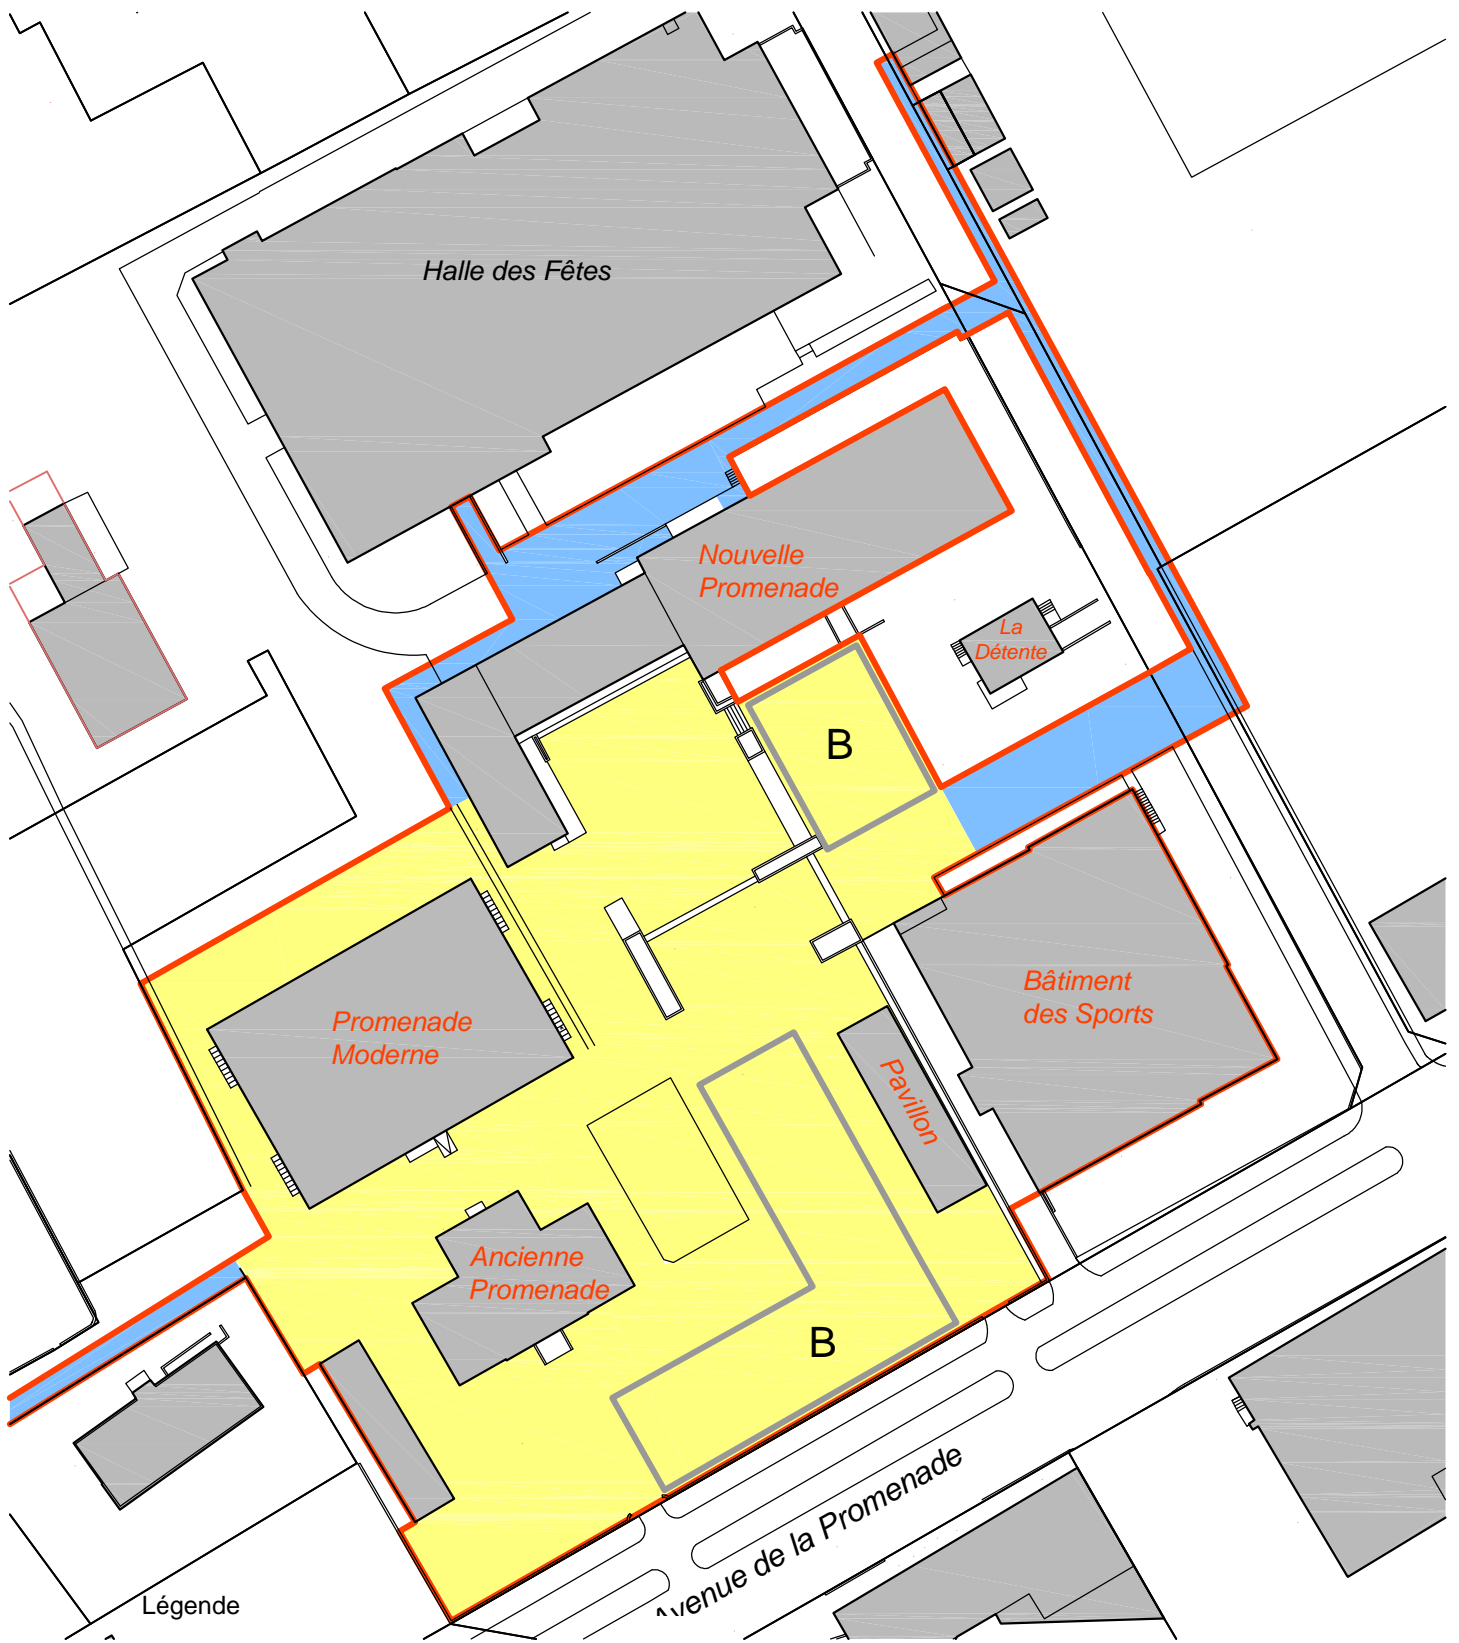 Halle des Fêtes
Nouvelle
Promenade
La
Détente
B
Promenade
Moderne
Bâtiment
des Sports
Pavillon
Ancienne
Promenade
B
Avenue de la Promenade
Légende